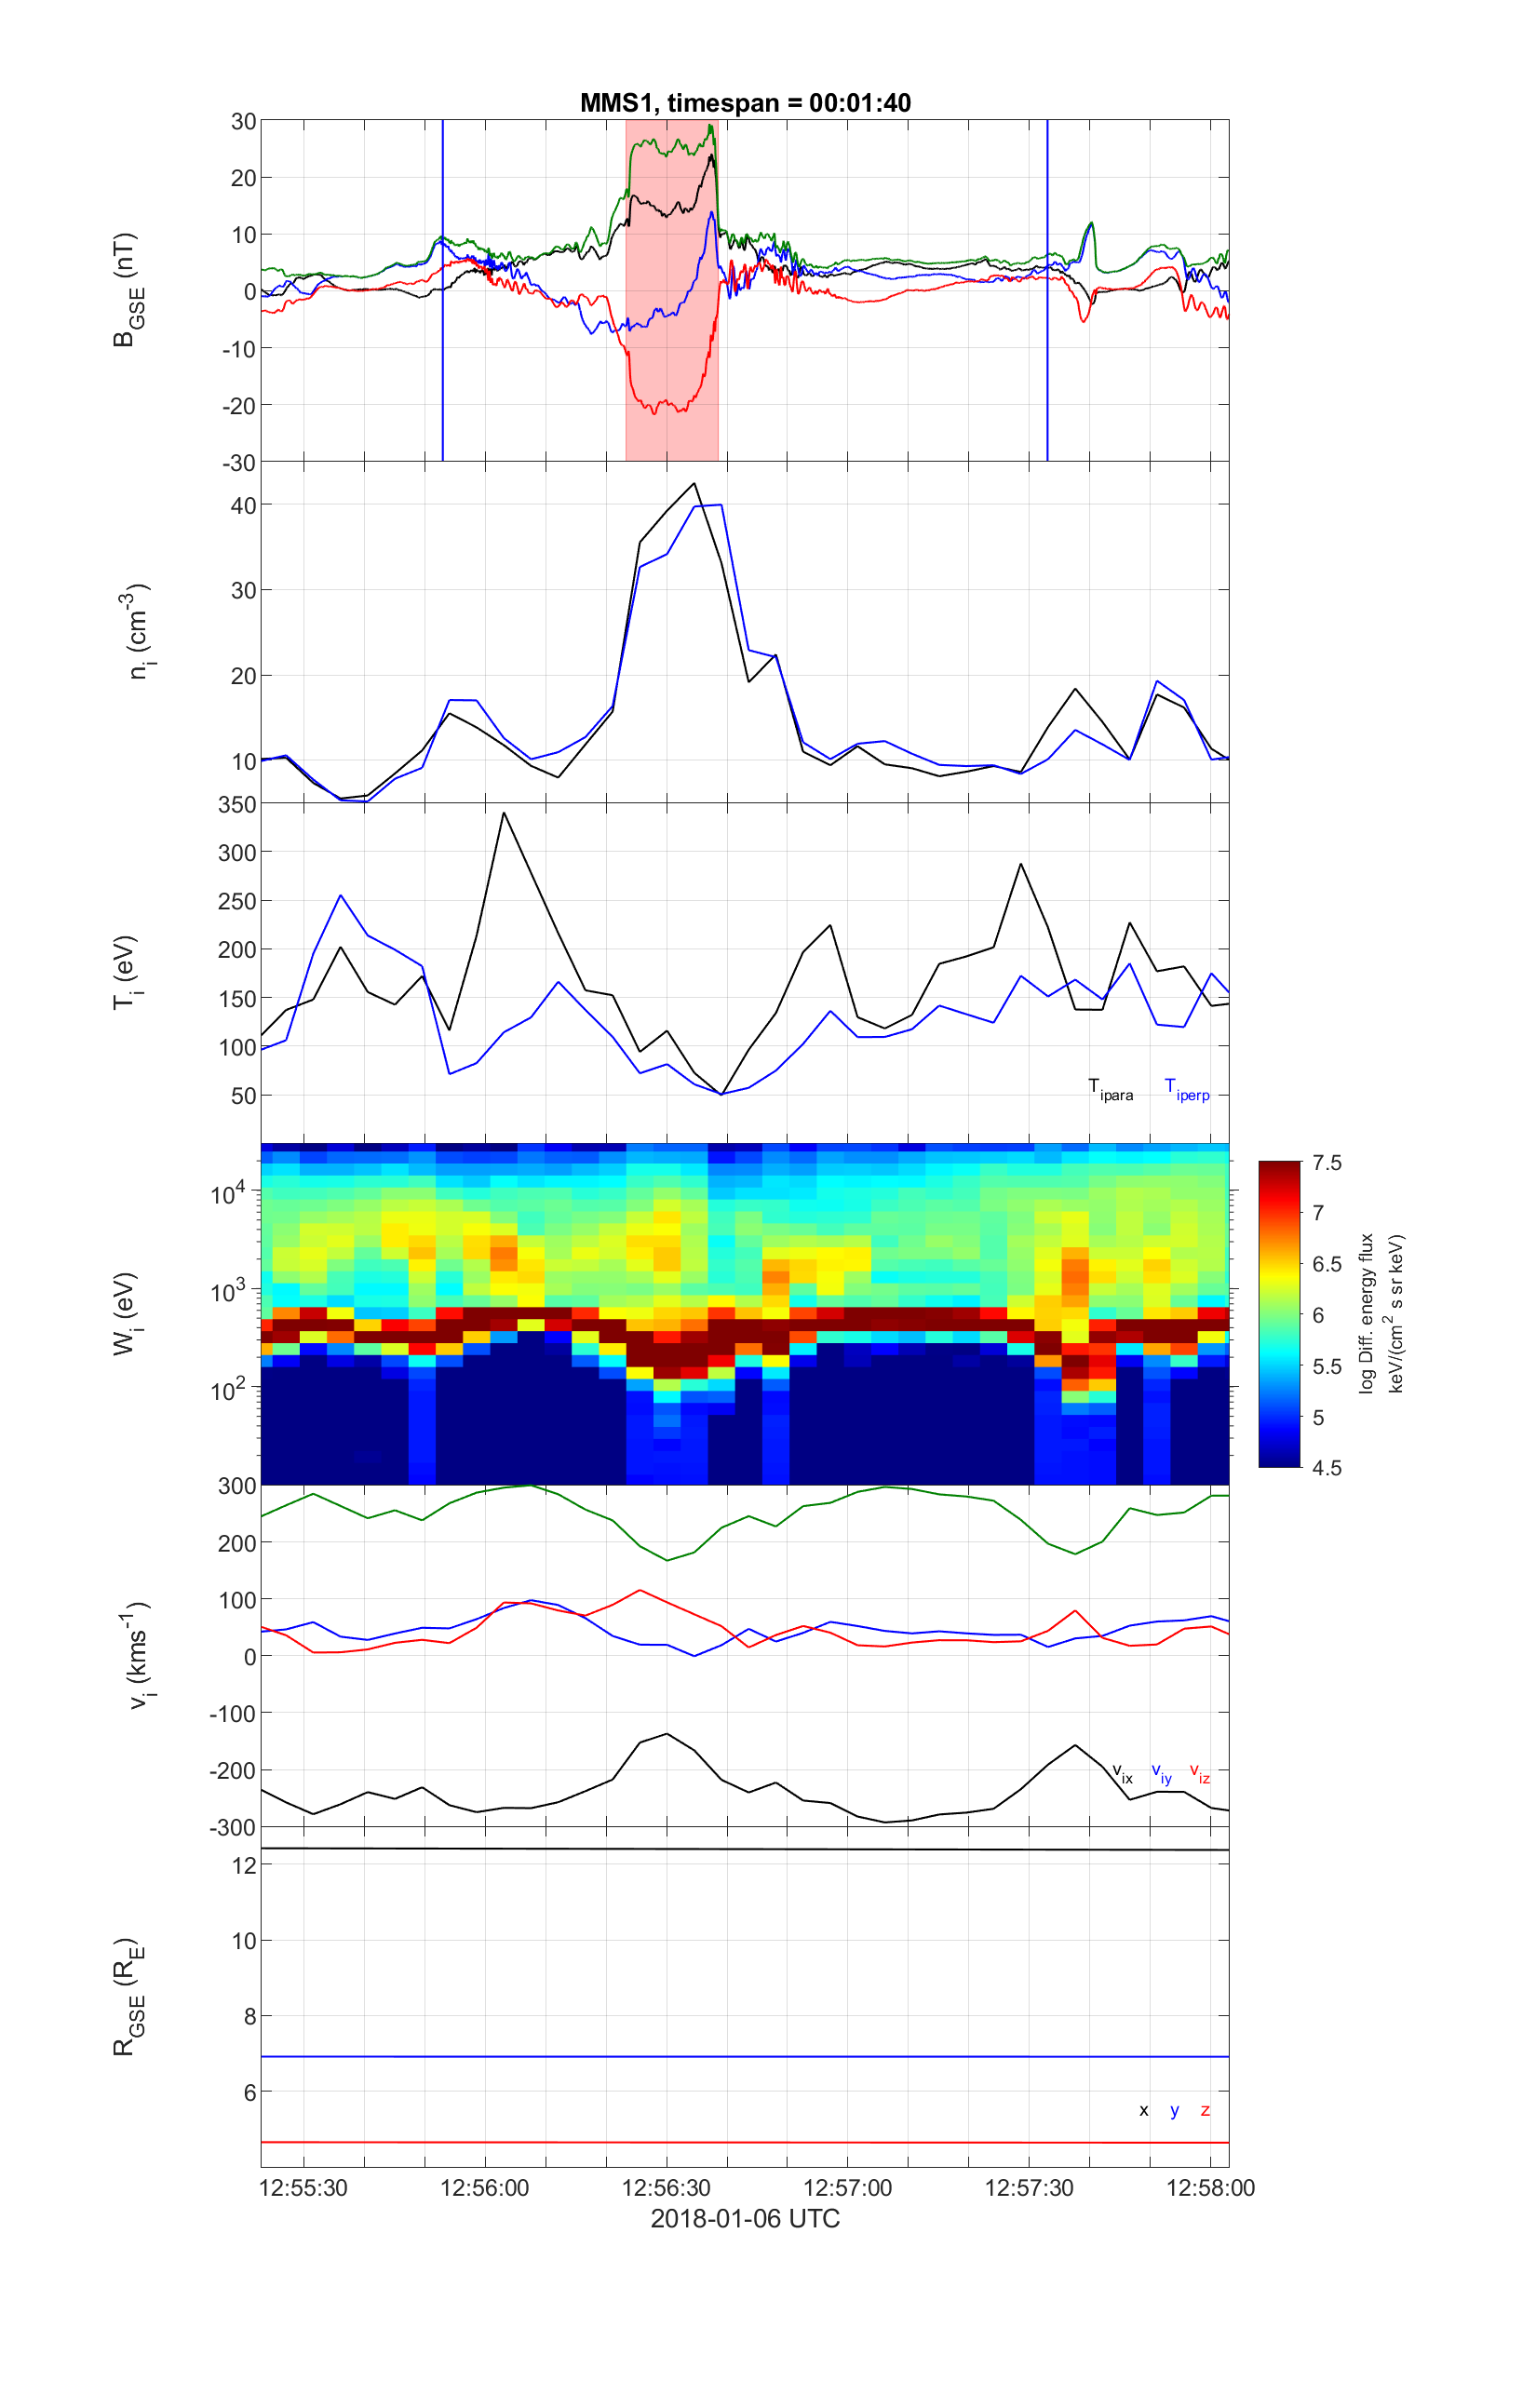 MMS1, timespan = 00:01:40
B_GSE (nT)
30
20
10
0
-10
-20
-30
n_i (cm^-3)
40
30
20
10
T_i (eV)
350
300
250
200
150
100
50
T_ipara T_iperp
W_i (eV)
10^4
10^3
10^2
7.5
7
6.5
6
5.5
5
4.5
log Diff. energy flux
keV/(cm^2 s sr keV)
v_i (kms^-1)
300
200
100
0
-100
-200
-300
v_ix v_iy v_iz
R_GSE (R_E)
12
10
8
6
x y z
12:55:30 12:56:00 12:56:30 12:57:00 12:57:30 12:58:00
2018-01-06 UTC